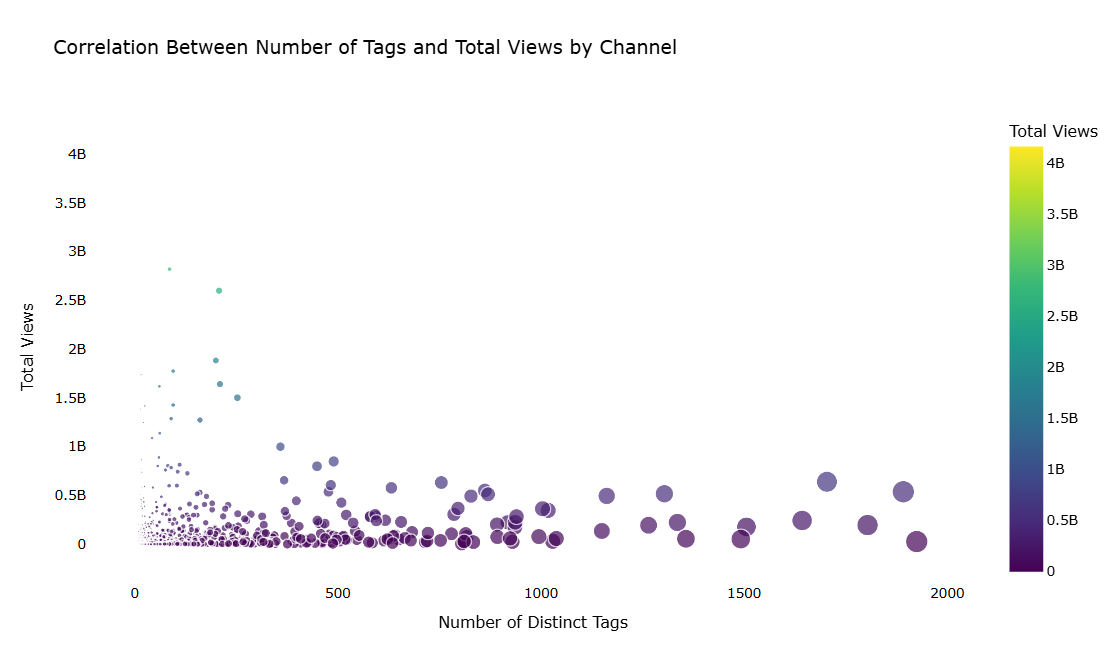 Correlation Between Number of Tags and Total Views by Channel
Total Views
4B
3.5B
3B
2.5B
2B
1.5B
1B
0.5B
0
Total Views
4B
3.5B
3B
2.5B
2B
1.5B
1B
0.5B
0
0 500 1000 1500 2000
Number of Distinct Tags